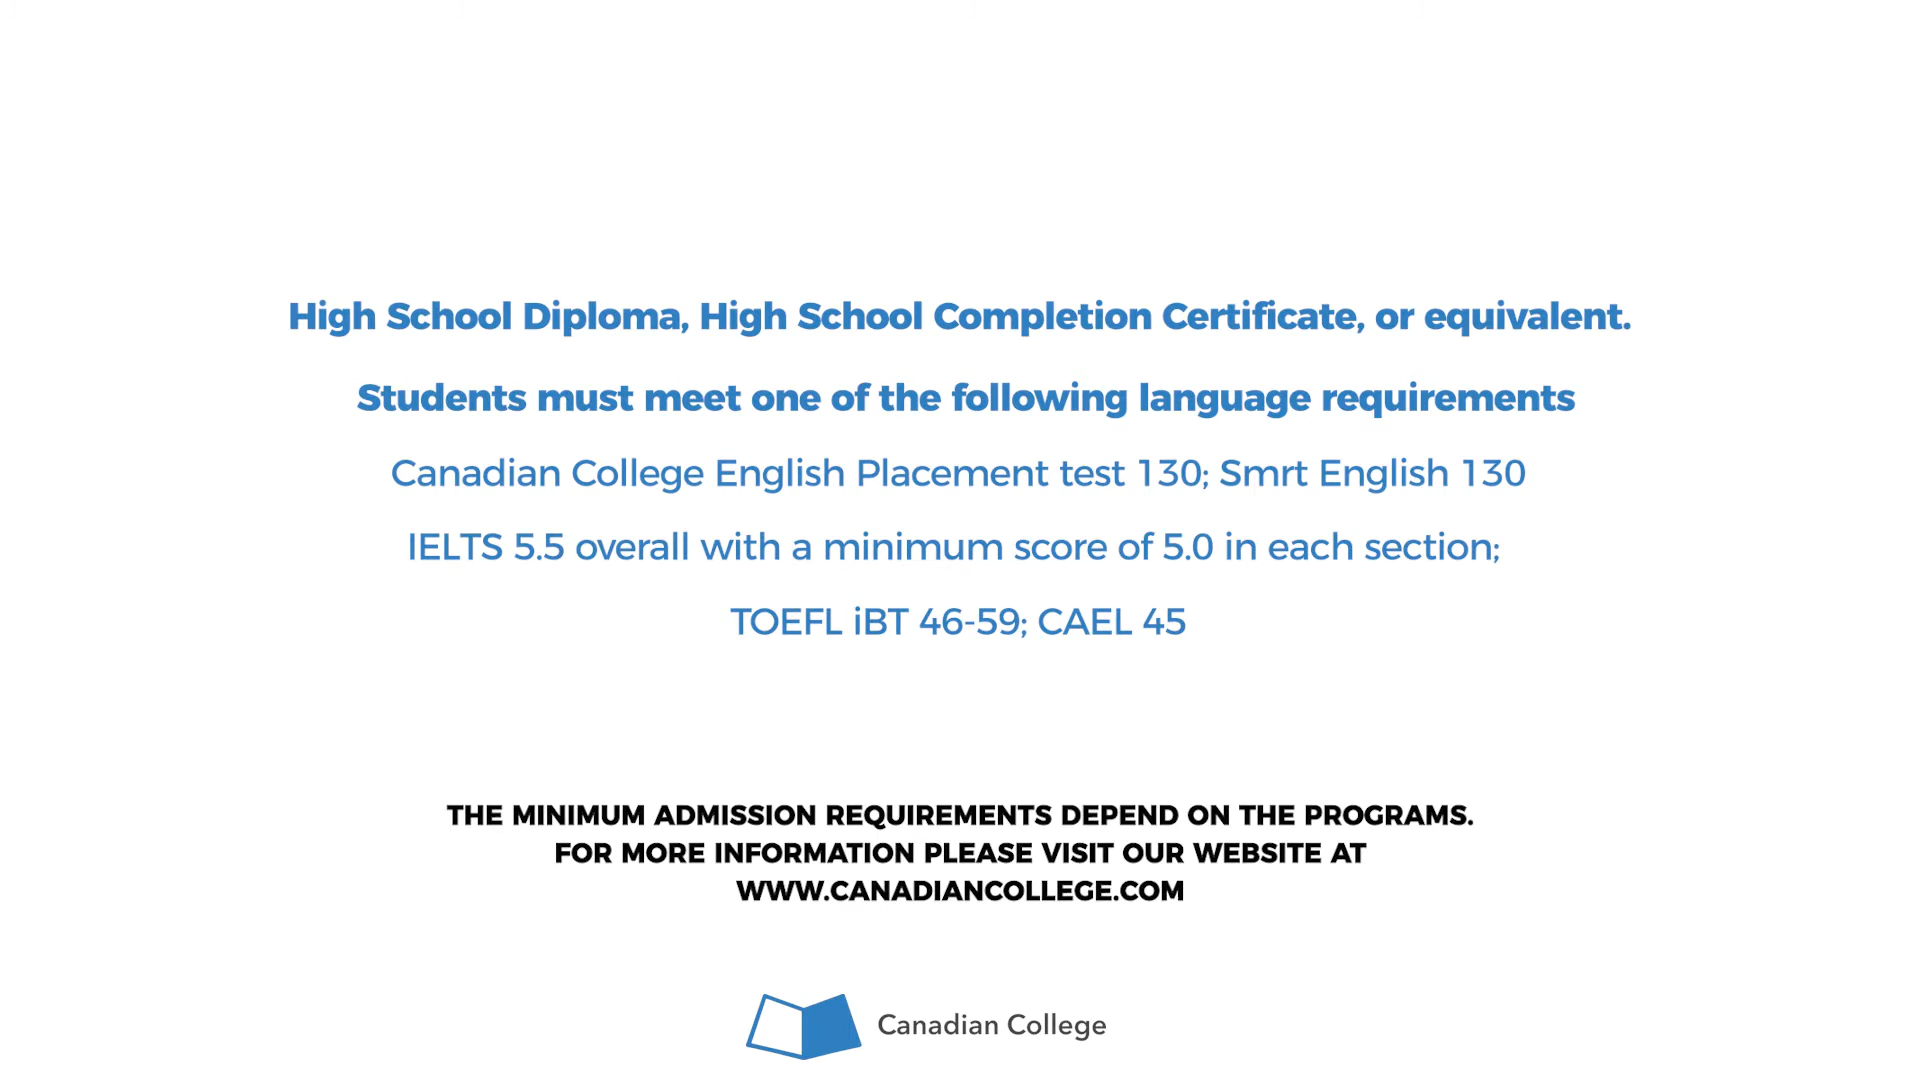 High School Diploma, High School Completion Certificate, or equivalent.
Students must meet one of the following language requirements
Canadian College English Placement test 130; Smrt English 130
IELTS 5.5 overall with a minimum score of 5.0 in each section;
TOEFL iBT 46-59; CAEL 45
THE MINIMUM ADMISSION REQUIREMENTS DEPEND ON THE PROGRAMS.
FOR MORE INFORMATION PLEASE VISIT OUR WEBSITE AT
WWW.CANADIANCOLLEGE.COM
Canadian College